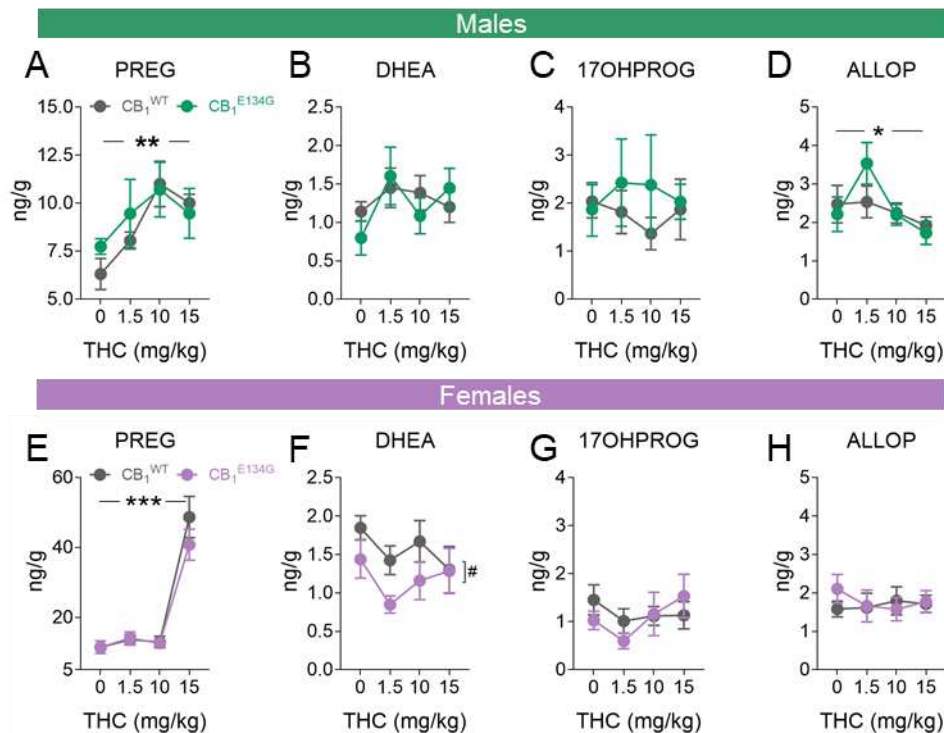 Males
A
PREG
CB1WT
CB1E134G
ng/g
12.5
10.0
7.5
5.0
**
0 1.5 10 15
THC (mg/kg)
B
DHEA
ng/g
2.5
2.0
1.5
1.0
0.5
0.0
0 1.5 10 15
THC (mg/kg)
C
17OHPROG
ng/g
4
3
2
1
0
0 1.5 10 15
THC (mg/kg)
D
ALLOP
ng/g
5
4
3
2
1
0
*
0 1.5 10 15
THC (mg/kg)
Females
E
PREG
CB1WT
CB1E134G
ng/g
60
40
20
5
***
0 1.5 10 15
THC (mg/kg)
F
DHEA
ng/g
2.5
2.0
1.5
1.0
0.5
0.0
#
0 1.5 10 15
THC (mg/kg)
G
17OHPROG
ng/g
4
3
2
1
0
0 1.5 10 15
THC (mg/kg)
H
ALLOP
ng/g
5
4
3
2
1
0
0 1.5 10 15
THC (mg/kg)